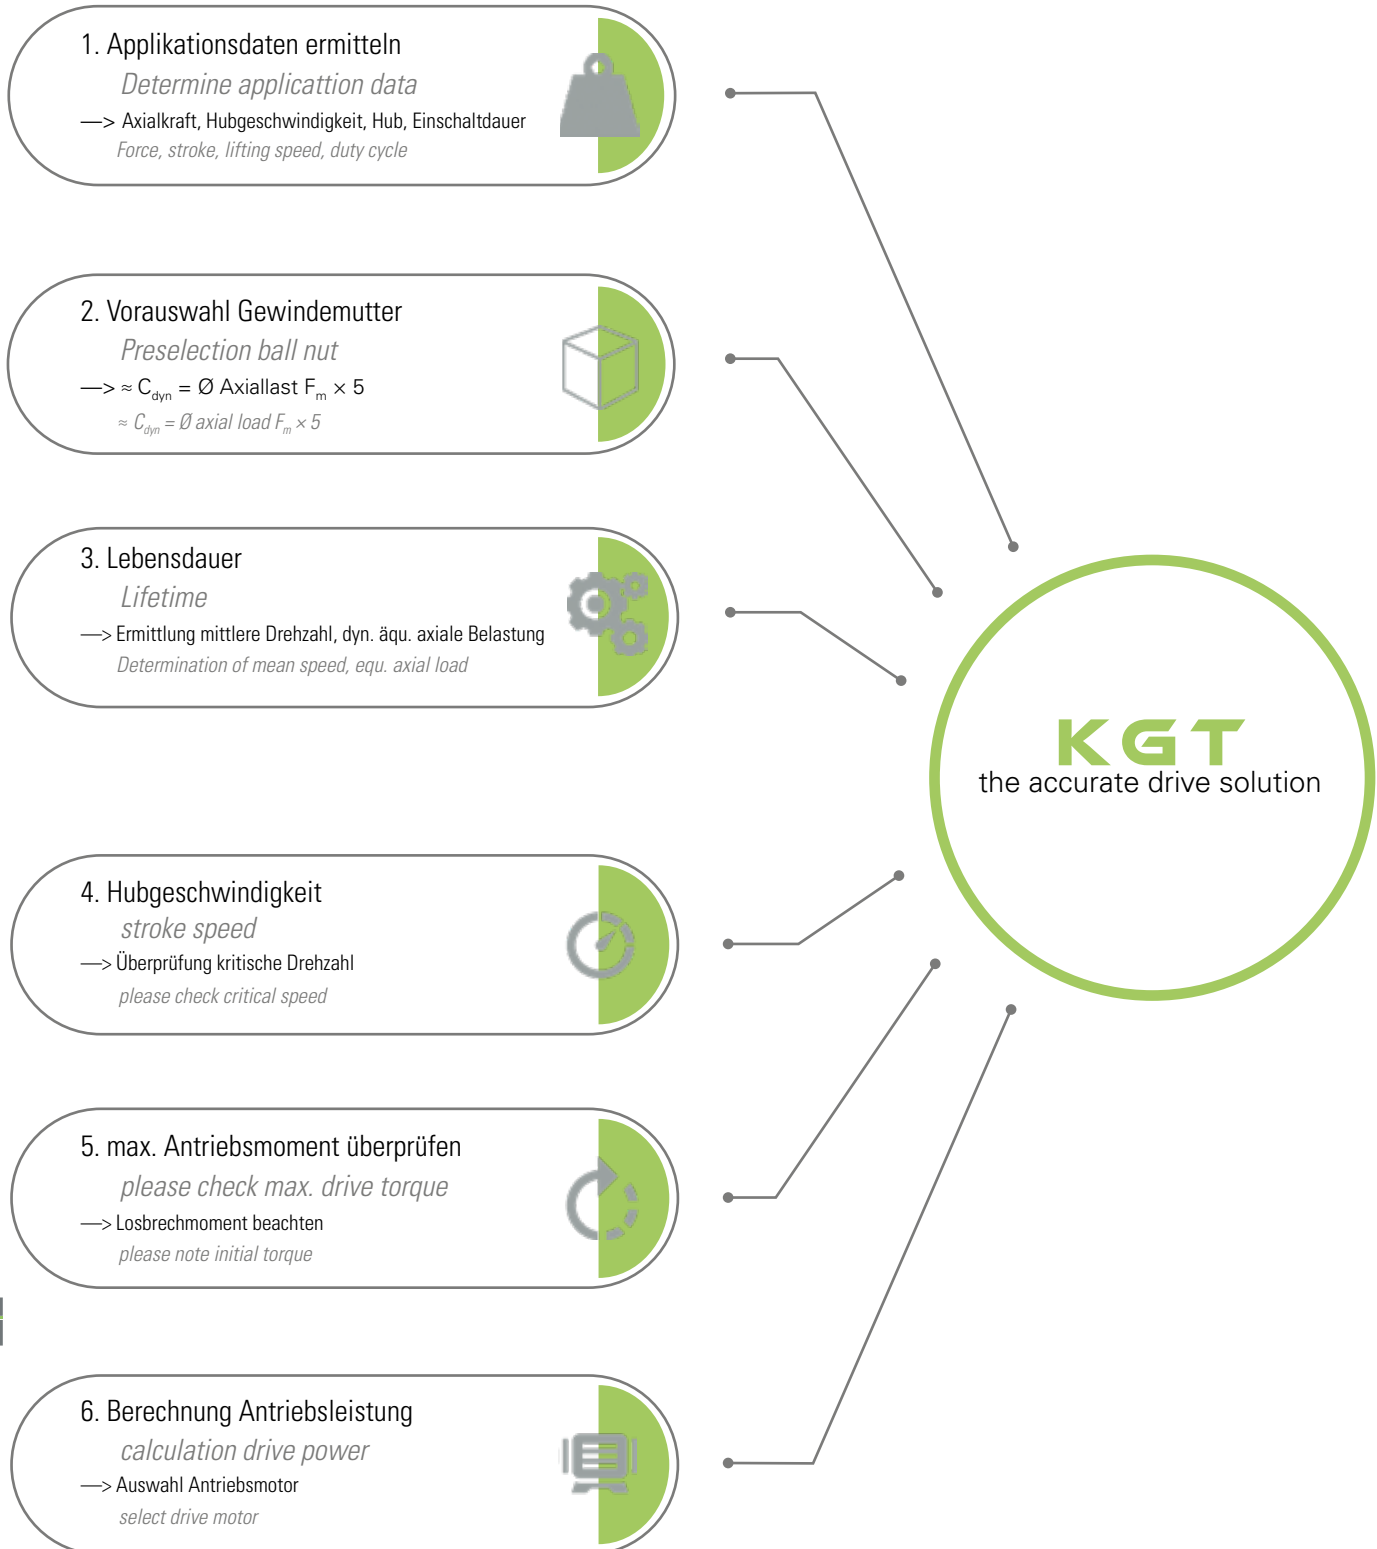 1. Applikationsdaten ermitteln
Determine applicattion data
—> Axialkraft, Hubgeschwindigkeit, Hub, Einschaltdauer
Force, stroke, lifting speed, duty cycle
2. Vorauswahl Gewindemutter
Preselection ball nut
—> ≈ C_dyn = Ø Axiallast F_m × 5
≈ C_dyn = Ø axial load F_m × 5
3. Lebensdauer
Lifetime
—> Ermittlung mittlere Drehzahl, dyn. äqu. axiale Belastung
Determination of mean speed, equ. axial load
KGT
the accurate drive solution
4. Hubgeschwindigkeit
stroke speed
—> Überprüfung kritische Drehzahl
please check critical speed
5. max. Antriebsmoment überprüfen
please check max. drive torque
—> Losbrechmoment beachten
please note initial torque
6. Berechnung Antriebsleistung
calculation drive power
—> Auswahl Antriebsmotor
select drive motor